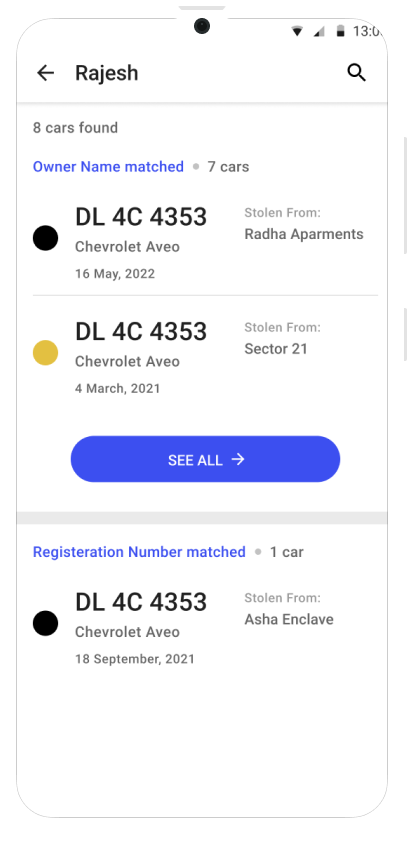 Rajesh
8 cars found
Owner Name matched • 7 cars
DL 4C 4353
Chevrolet Aveo
16 May, 2022
Stolen From:
Radha Aparments
DL 4C 4353
Chevrolet Aveo
4 March, 2021
Stolen From:
Sector 21
SEE ALL →
Registeration Number matched • 1 car
DL 4C 4353
Chevrolet Aveo
18 September, 2021
Stolen From:
Asha Enclave